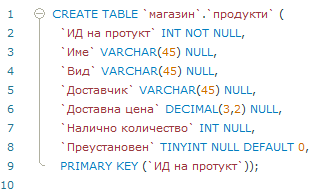 1 CREATE TABLE `магазин`.`продукти` (
2 `ИД на протукт` INT NOT NULL,
3 `Име` VARCHAR(45) NULL,
4 `Вид` VARCHAR(45) NULL,
5 `Доставчик` VARCHAR(45) NULL,
6 `Доставна цена` DECIMAL(3,2) NULL,
7 `Налично количество` INT NULL,
8 `Преустановен` TINYINT NULL DEFAULT 0,
9 PRIMARY KEY (`ИД на протукт`));
10